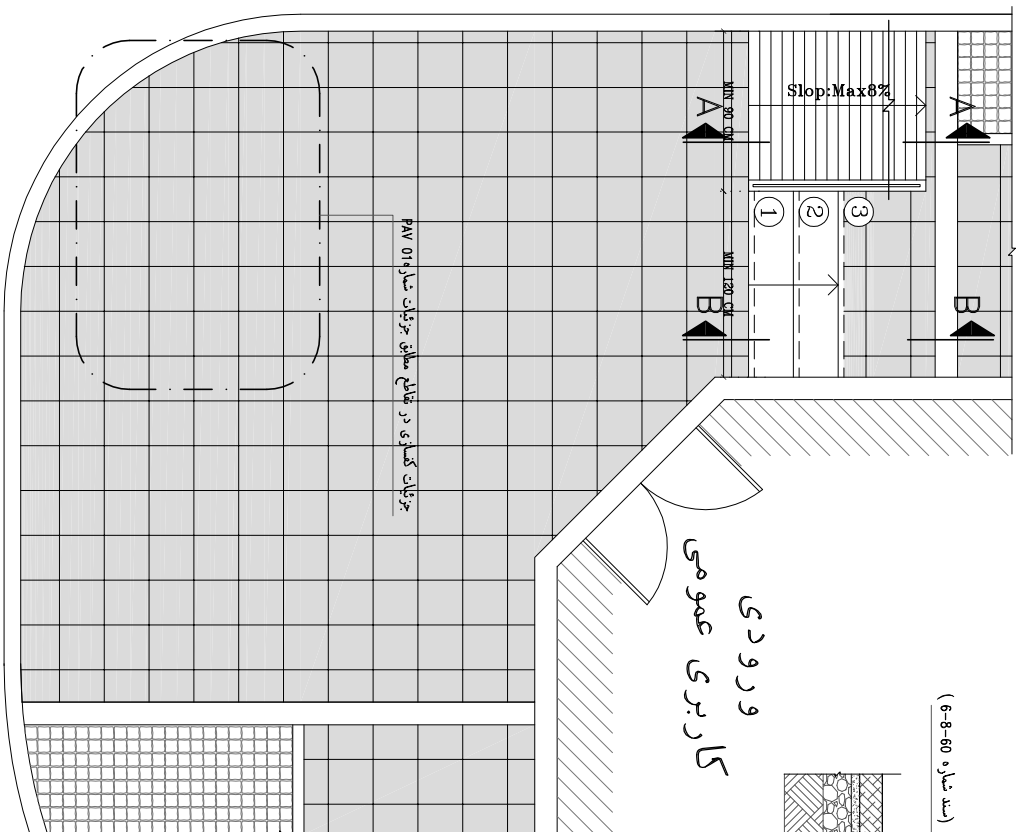 Slop:Max8%
MIN 90 CM
A
A
1
2
3
MIN 120 CM
B
B
جزئیات کفسازی در تقاطع مطابق جزئیات شماره PAV 01
ورودی
کاربری عمومی
(سند شماره 60-8-6)